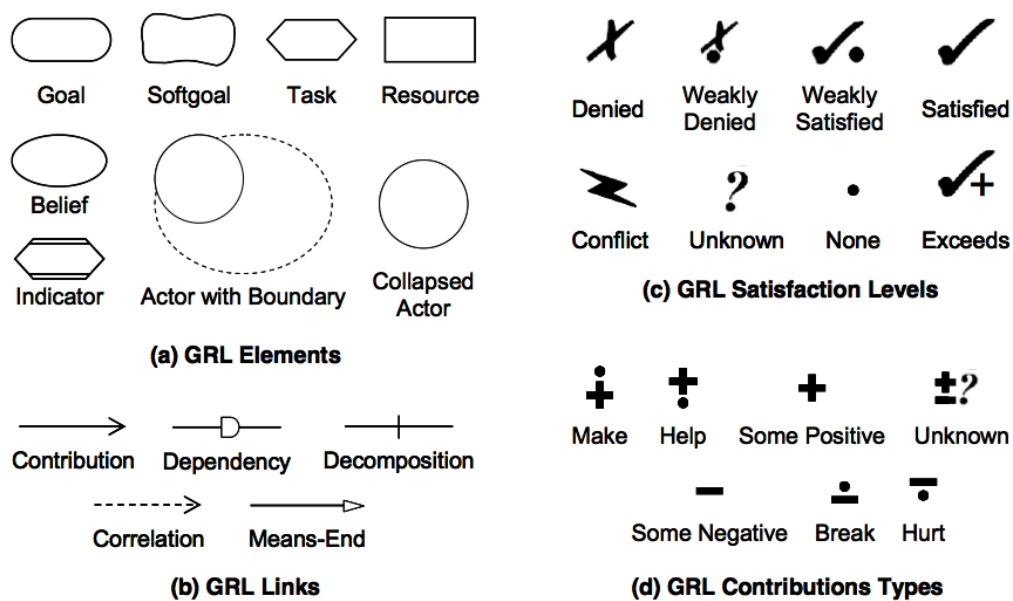 Goal Softgoal Task Resource
Belief
Indicator Actor with Boundary Collapsed
Actor
(a) GRL Elements
Contribution Dependency Decomposition
Correlation Means-End
(b) GRL Links
Denied Weakly Weakly Satisfied
Denied Satisfied
?
Conflict Unknown None Exceeds
(c) GRL Satisfaction Levels
?
Make Help Some Positive Unknown
Some Negative Break Hurt
(d) GRL Contributions Types